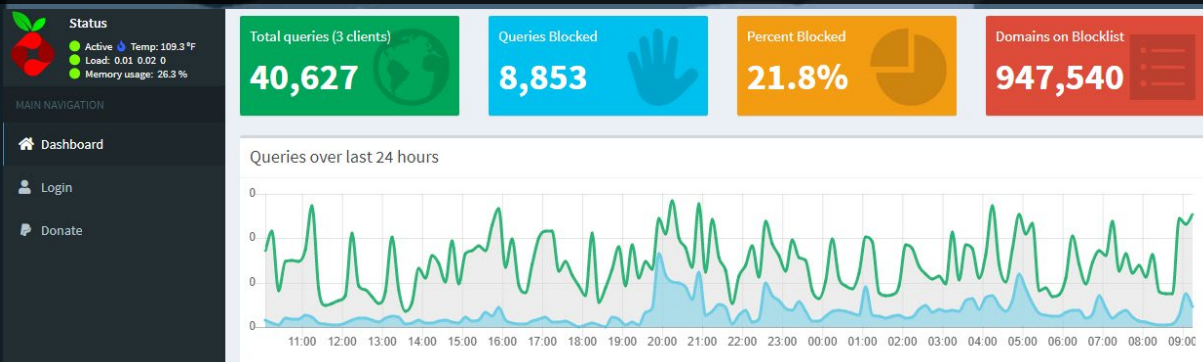 Status
Active Temp: 109.3 °F
Load: 0.01 0.02 0
Memory usage: 26.3 %
MAIN NAVIGATION
Dashboard
Login
Donate
Total queries (3 clients)
40,627
Queries Blocked
8,853
Percent Blocked
21.8%
Domains on Blocklist
947,540
Queries over last 24 hours
0
0
0
0
11:00 12:00 13:00 14:00 15:00 16:00 17:00 18:00 19:00 20:00 21:00 22:00 23:00 00:00 01:00 02:00 03:00 04:00 05:00 06:00 07:00 08:00 09:00